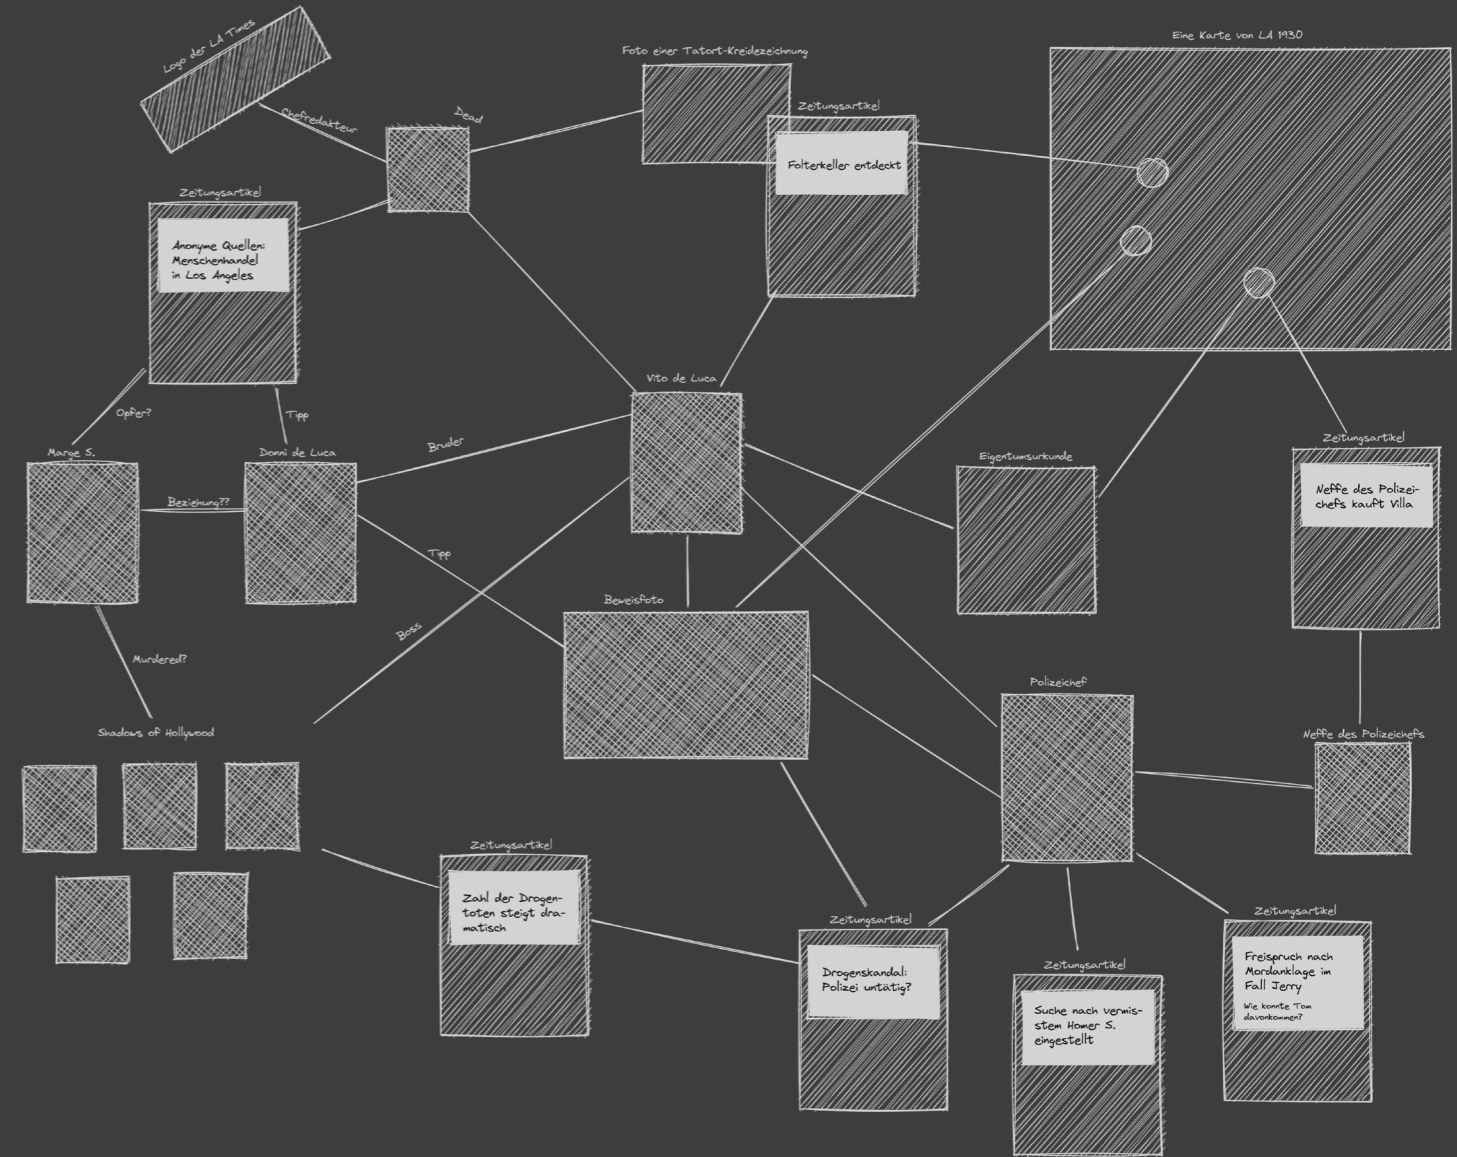 Logo der LA Times
Chefredakteur
Dead
Foto einer Tatort-Kreidezeichnung
Zeitungsartikel
Folterkeller entdeckt
Eine Karte von LA 1930
Zeitungsartikel
Anonyme Quellen:
Menschenhandel
in Los Angeles
Opfer?
Tipp
Marge S.
Donni de Luca
Beziehung??
Bruder
Vito de Luca
Eigentumsurkunde
Zeitungsartikel
Neffe des Polizei-
chefs kauft Villa
Tipp
Boss
Beweisfoto
Murdered?
Shadows of Hollywood
Polizeichef
Neffe des Polizeichefs
Zeitungsartikel
Zahl der Drogen-
toten steigt dra-
matisch
Zeitungsartikel
Drogenskandal:
Polizei untätig?
Zeitungsartikel
Suche nach vermis-
stem Homer S.
eingestellt
Zeitungsartikel
Freispruch nach
Mordanklage im
Fall Jerry
Wie konnte Tom
davonkommen?